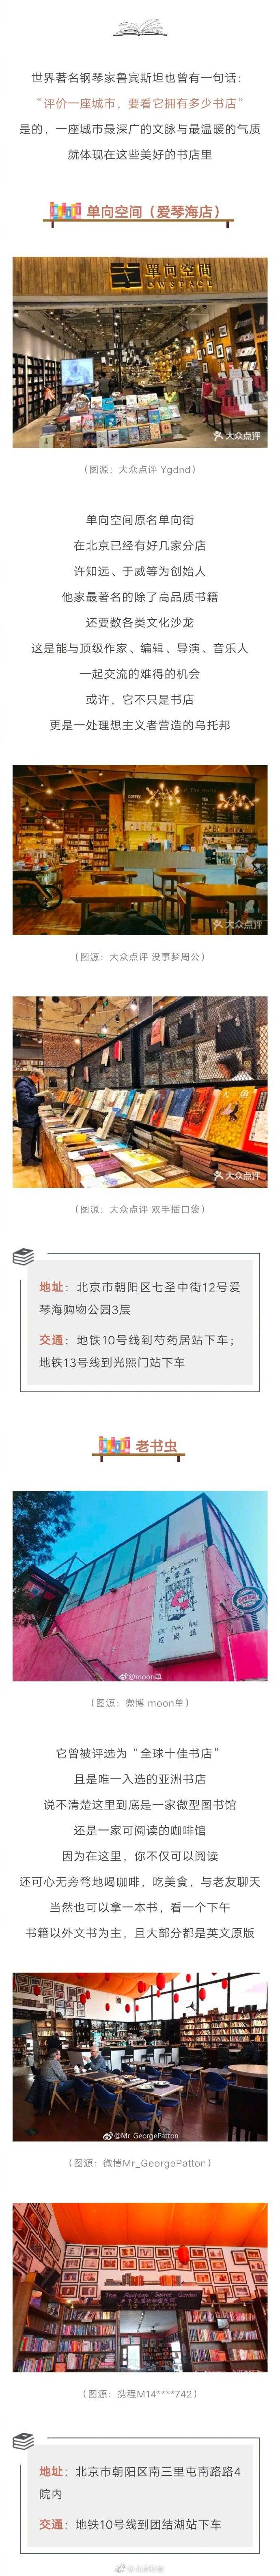 世界著名钢琴家鲁宾斯坦也曾有一句话：
“评价一座城市，要看它拥有多少书店”
是的，一座城市最深广的文脉与最温暖的气质
就体现在这些美好的书店里
单向空间（爱琴海店）
單向空間
OWSPACE
大众点评
（图源：大众点评 Ygdnd）
单向空间原名单向街
在北京已经有好几家分店
许知远、于威等为创始人
他家最著名的除了高品质书籍
还要数各类文化沙龙
这是能与顶级作家、编辑、导演、音乐人
一起交流的难得的机会
或许，它不只是书店
更是一处理想主义者营造的乌托邦
COFFEE
TEA
大众点评
（图源：大众点评 没事梦周公）
大众点评
（图源：大众点评 双手插口袋）
地址：北京市朝阳区七圣中街12号爱
琴海购物公园3层
交通：地铁10号线到芍药居站下车；
地铁13号线到光熙门站下车
老书虫
The Bookworm
老書蟲
@moon单
（图源：微博 moon单）
它曾被评选为“全球十佳书店”
且是唯一入选的亚洲书店
说不清楚这里到底是一家微型图书馆
还是一家可阅读的咖啡馆
因为在这里，你不仅可以阅读
还可心无旁骛地喝咖啡，吃美食，与老友聊天
当然也可以拿一本书，看一个下午
书籍以外文书为主，且大部分都是英文原版
@Mr_GeorgePatton
（图源：微博Mr_GeorgePatton）
（图源：携程M14****742）
地址：北京市朝阳区南三里屯南路路4
院内
交通：地铁10号线到团结湖站下车